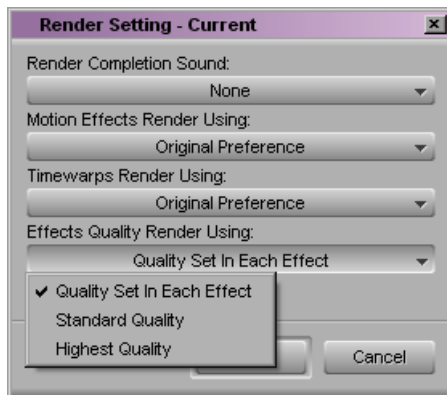 Render Setting - Current
Render Completion Sound:
None
Motion Effects Render Using:
Original Preference
Timewarps Render Using:
Original Preference
Effects Quality Render Using:
Quality Set In Each Effect
✔ Quality Set In Each Effect
Standard Quality
Highest Quality
Cancel